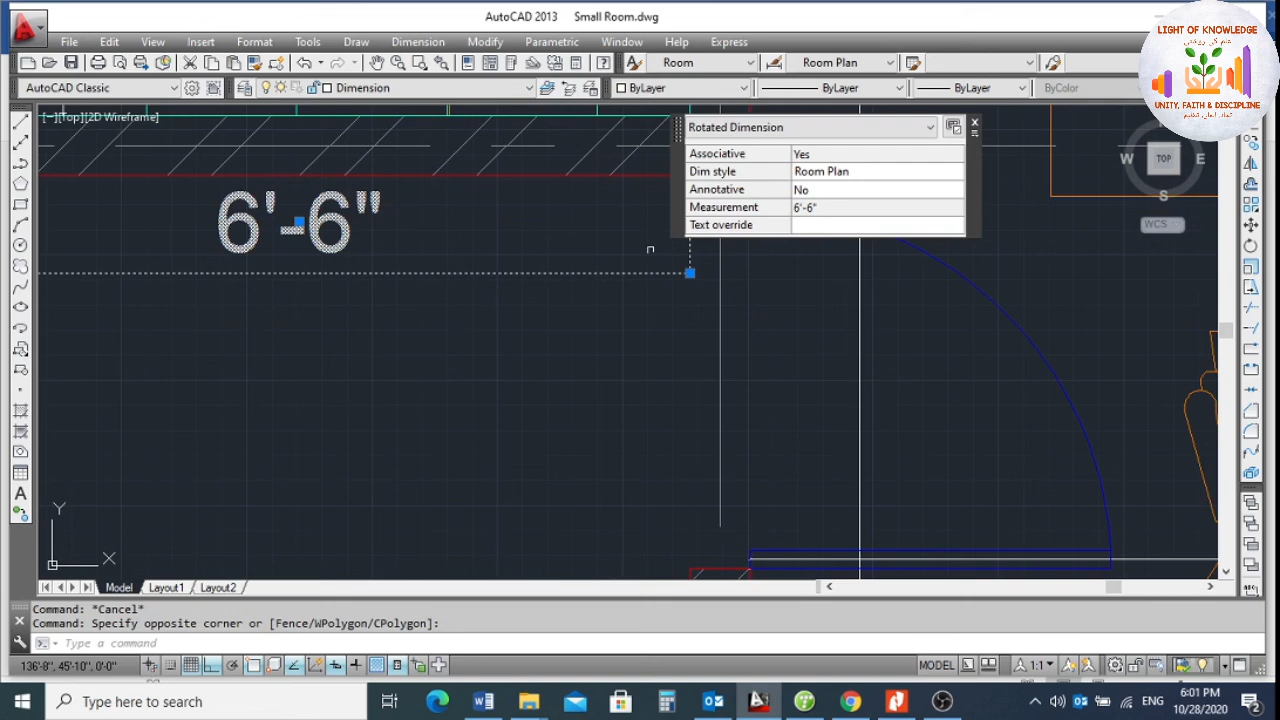 AutoCAD 2013 Small Room.dwg
LIGHT OF KNOWLEDGE
علم کی روشنی
UNITY, FAITH & DISCIPLINE
File Edit View Insert Format Tools Draw Dimension Modify Parametric Window Help Express
Room Room Plan
AutoCAD Classic Dimension ByLayer ByLayer ByLayer ByColor
[−][Top][2D Wireframe]
6'-6"
Rotated Dimension
Associative Yes
Dim style Room Plan
Annotative No
Measurement 6'-6"
Text override
W TOP E
S
WCS
Y
X
Model Layout1 Layout2
Command: *Cancel*
Command: Specify opposite corner or [Fence/WPolygon/CPolygon]:
Type a command
136'-8", 45'-10", 0'-0" MODEL 1:1
Type here to search
ENG
6:01 PM
10/28/2020
2